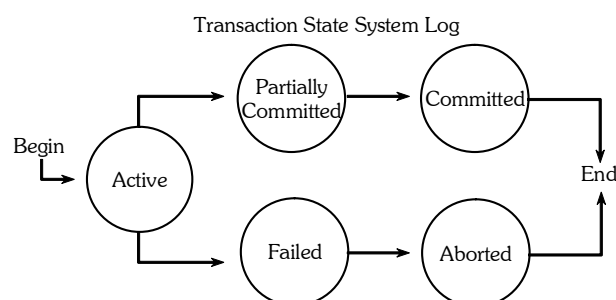 Transaction State System Log
Partially
Committed
Committed
Begin
Active
End
Failed
Aborted